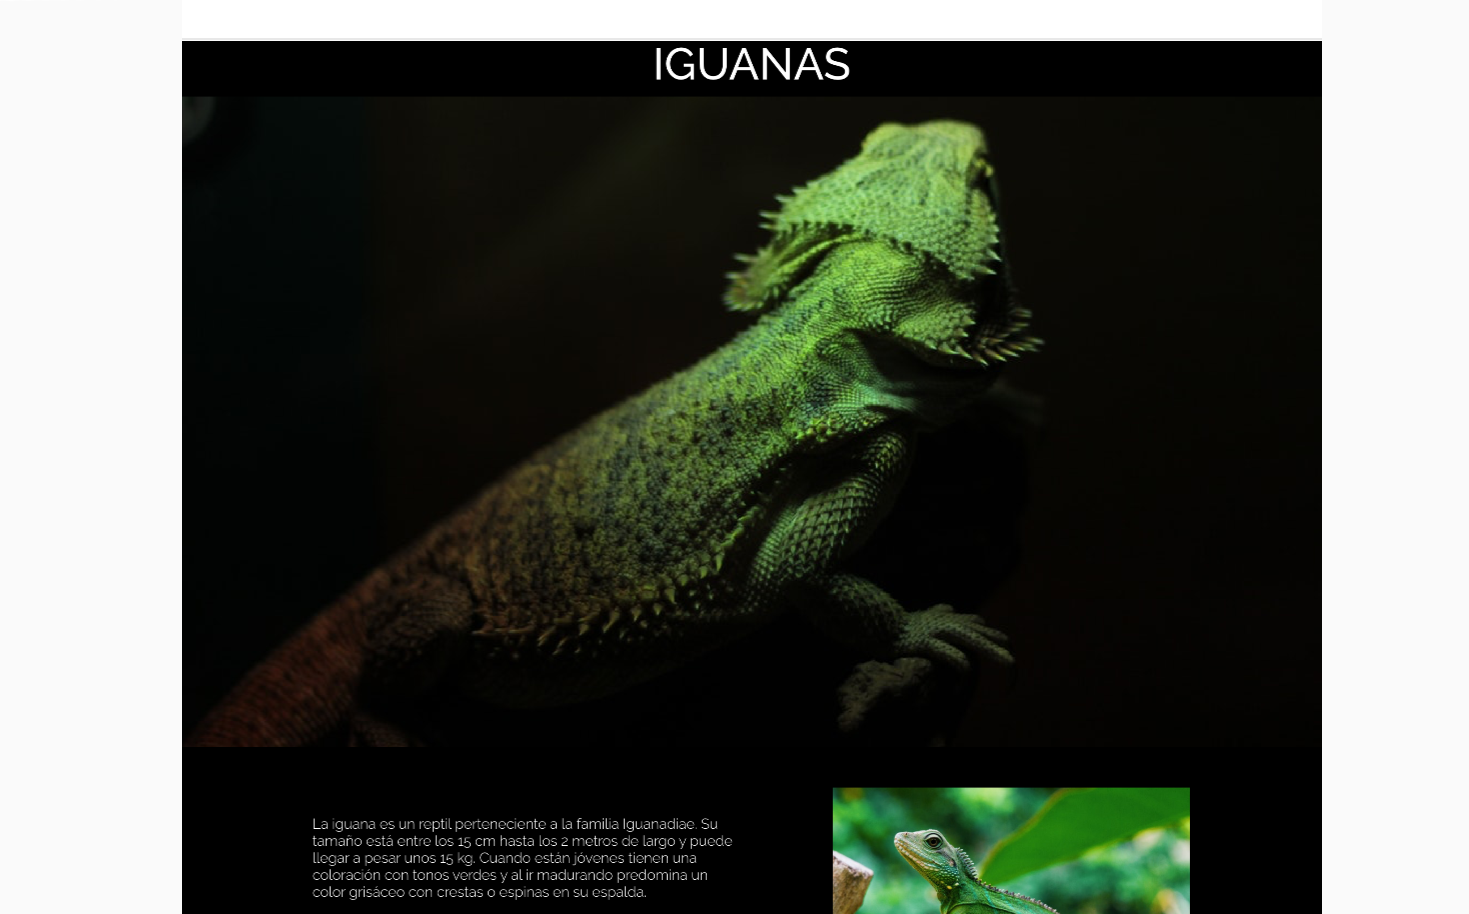 IGUANAS
La iguana es un reptil perteneciente a la familia Iguanadiae. Su
tamaño está entre los 15 cm hasta los 2 metros de largo y puede
llegar a pesar unos 15 kg. Cuando están jóvenes tienen una
coloración con tonos verdes y al ir madurando predomina un
color grisáceo con crestas o espinas en su espalda.